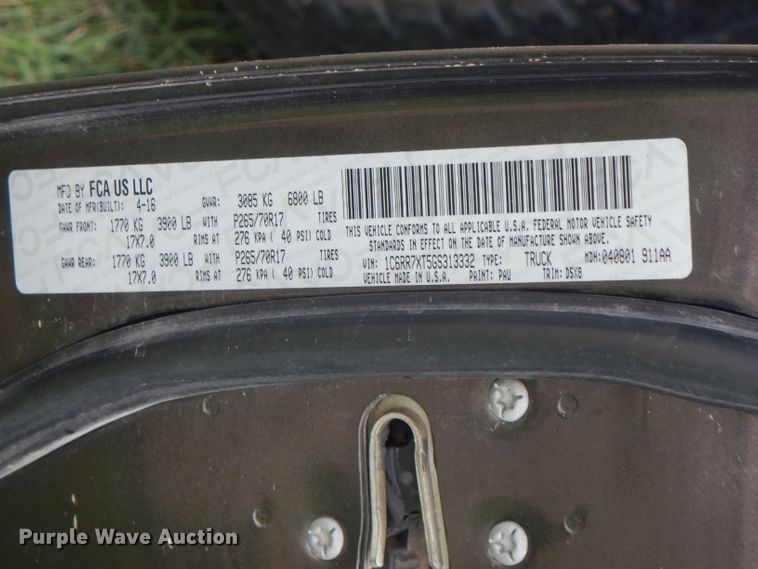 MFD BY FCA US LLC
DATE OF MFR(BUILT): 4-16 GVWR: 3085 KG 6800 LB
GAWR FRONT: 1770 KG 3900 LB WITH P265/70R17 TIRES
17X7.0 RIMS AT 276 KPA ( 40 PSI) COLD
GAWR REAR: 1770 KG 3900 LB WITH P265/70R17 TIRES
17X7.0 RIMS AT 276 KPA ( 40 PSI) COLD
THIS VEHICLE CONFORMS TO ALL APPLICABLE U.S.A. FEDERAL MOTOR VEHICLE SAFETY
STANDARDS IN EFFECT ON THE DATE OF MANUFACTURE SHOWN ABOVE.
VIN: 1C6RR7XT5GS313332 TYPE: TRUCK MDH: 040801 911AA
VEHICLE MADE IN U.S.A. PAINT: PAU TRIM: D5X8
Purple Wave Auction®